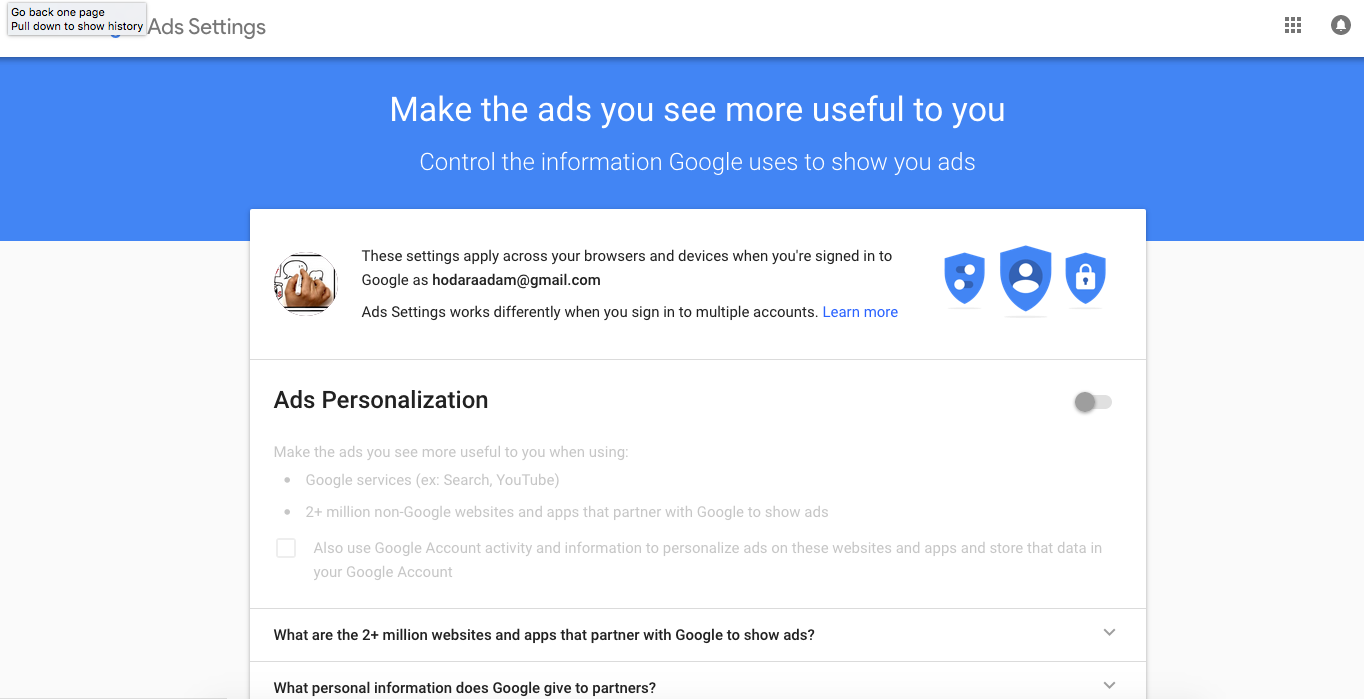 Go back one page
Pull down to show history
Ads Settings
Make the ads you see more useful to you
Control the information Google uses to show you ads
These settings apply across your browsers and devices when you're signed in to
Google as hodaraadam@gmail.com
Ads Settings works differently when you sign in to multiple accounts. Learn more
Ads Personalization
Make the ads you see more useful to you when using:
• Google services (ex: Search, YouTube)
• 2+ million non-Google websites and apps that partner with Google to show ads
Also use Google Account activity and information to personalize ads on these websites and apps and store that data in
your Google Account
What are the 2+ million websites and apps that partner with Google to show ads?
What personal information does Google give to partners?